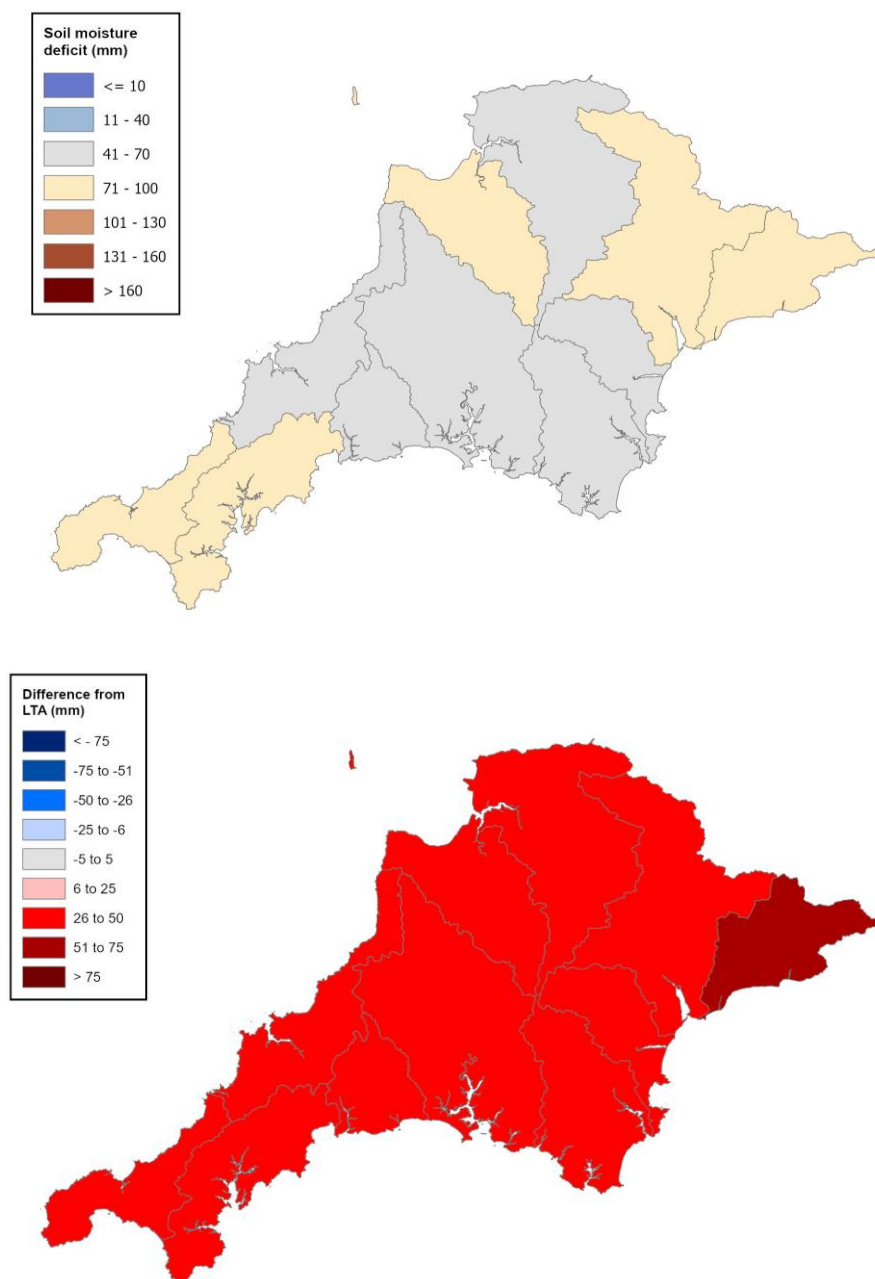 Soil moisture
deficit (mm)
<= 10
11 - 40
41 - 70
71 - 100
101 - 130
131 - 160
> 160
Difference from
LTA (mm)
< - 75
-75 to -51
-50 to -26
-25 to -6
-5 to 5
6 to 25
26 to 50
51 to 75
> 75